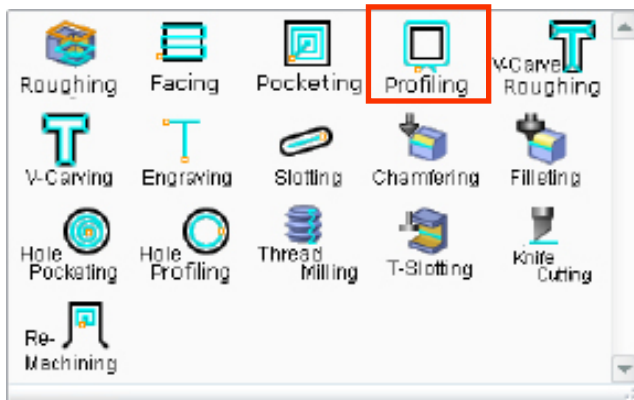 Roughing
Facing
Pocketing
Profiling
V-Carve
Roughing
V-Carving
Engraving
Slotting
Chamfering
Filleting
Hole
Pocketing
Hole
Profiling
Thread
Milling
T-Slotting
Knife
Cutting
Re-
Machining